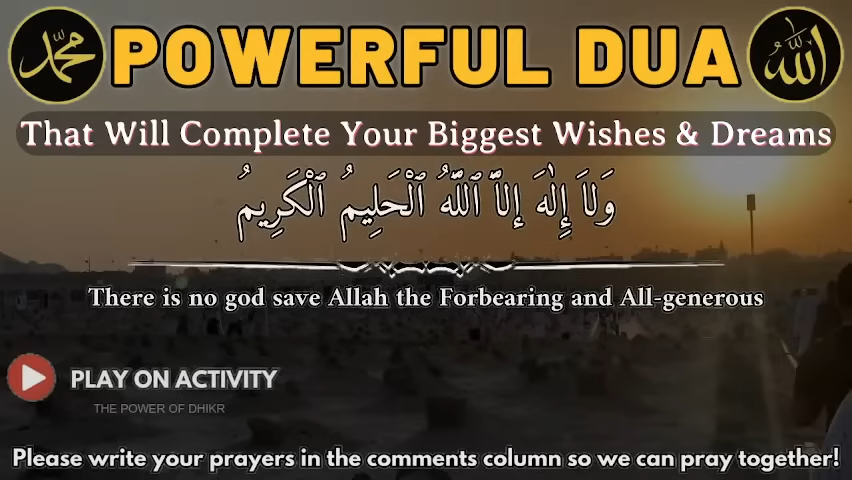 محمد
POWERFUL DUA
الله
That Will Complete Your Biggest Wishes & Dreams
وَلاَ إِلٰهَ إِلاَّ ٱللَّهُ ٱلْحَلِيمُ ٱلْكَرِيمُ
There is no god save Allah the Forbearing and All-generous
PLAY ON ACTIVITY
THE POWER OF DHIKR
Please write your prayers in the comments column so we can pray together!